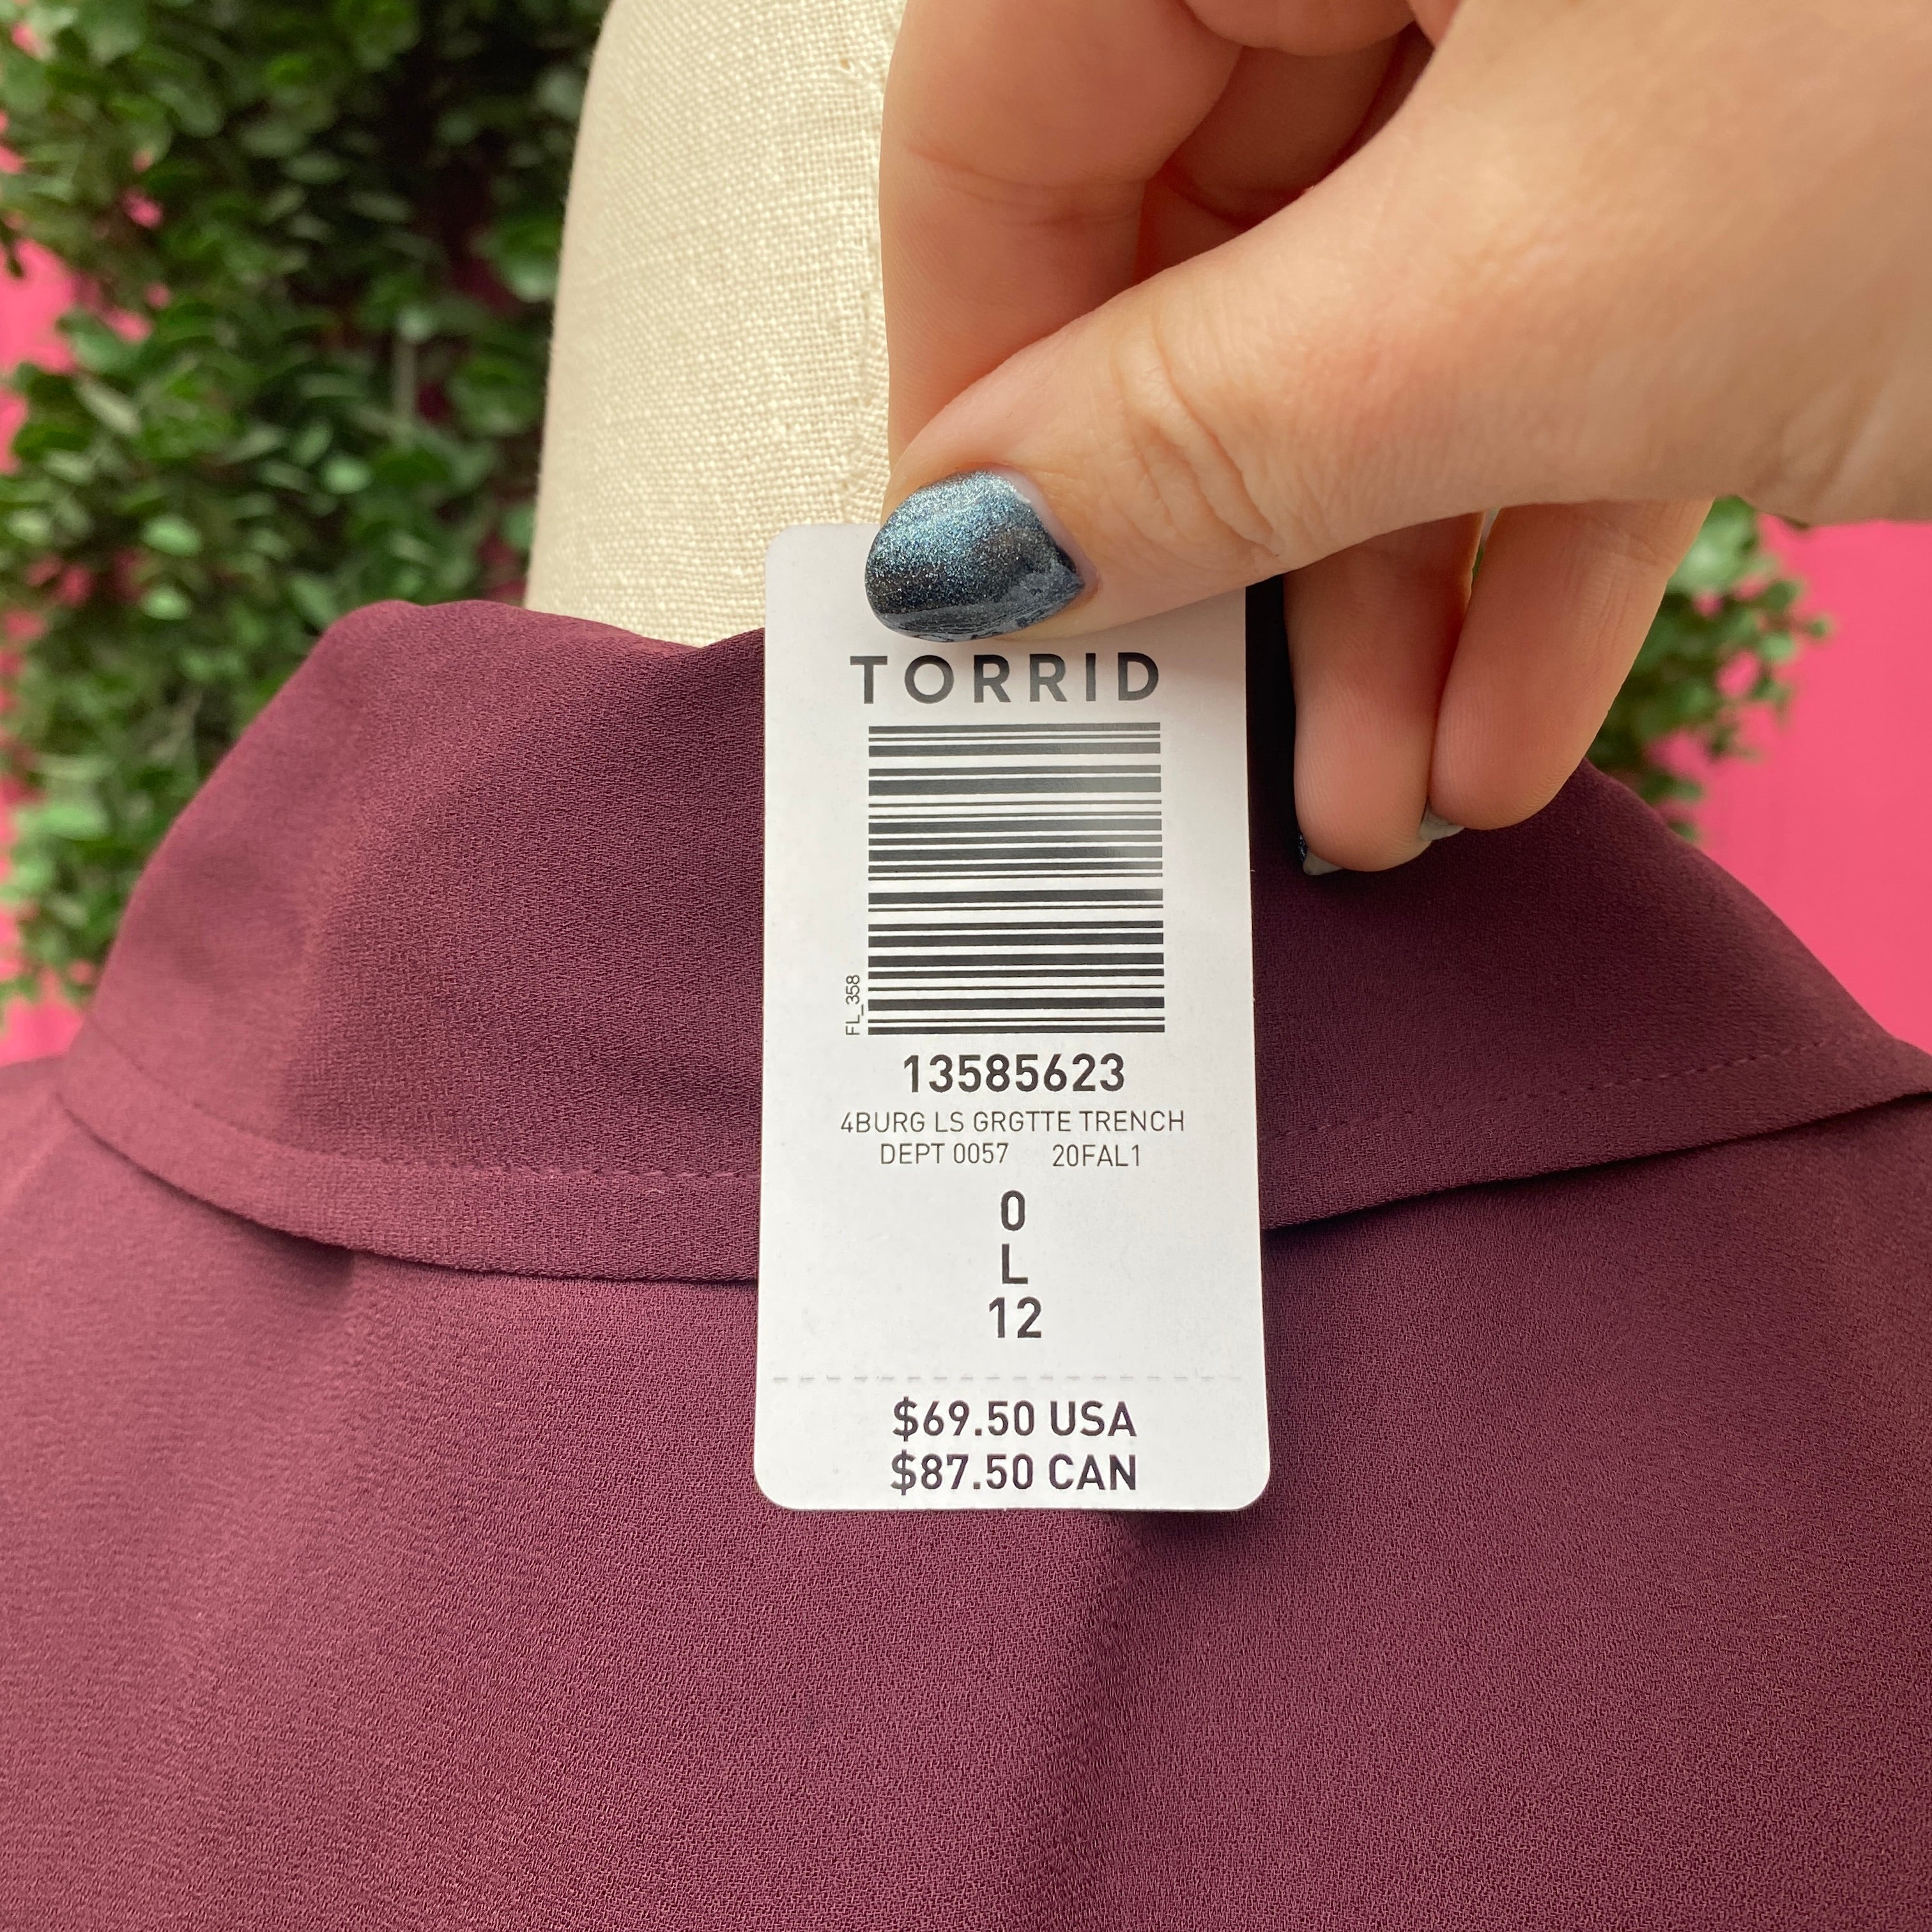 TORRID
FL_358
13585623
4BURG LS GRGTTE TRENCH
DEPT 0057 20FAL1
0
L
12
$69.50 USA
$87.50 CAN